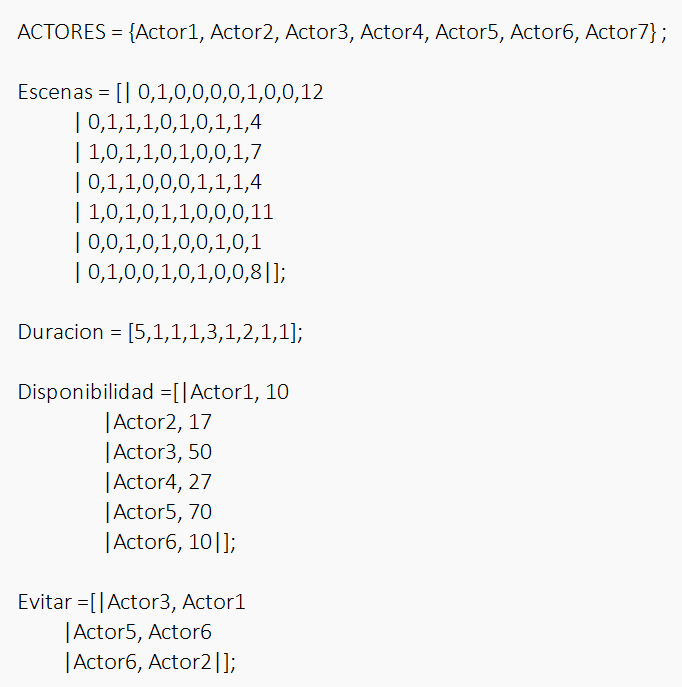 ACTORES = {Actor1, Actor2, Actor3, Actor4, Actor5, Actor6, Actor7} ;
Escenas = [| 0,1,0,0,0,0,1,0,0,12
| 0,1,1,1,0,1,0,1,1,4
| 1,0,1,1,0,1,0,0,1,7
| 0,1,1,0,0,0,1,1,1,4
| 1,0,1,0,1,1,0,0,0,11
| 0,0,1,0,1,0,0,1,0,1
| 0,1,0,0,1,0,1,0,0,8|];
Duracion = [5,1,1,1,3,1,2,1,1];
Disponibilidad =[|Actor1, 10
|Actor2, 17
|Actor3, 50
|Actor4, 27
|Actor5, 70
|Actor6, 10|];
Evitar =[|Actor3, Actor1
|Actor5, Actor6
|Actor6, Actor2|];